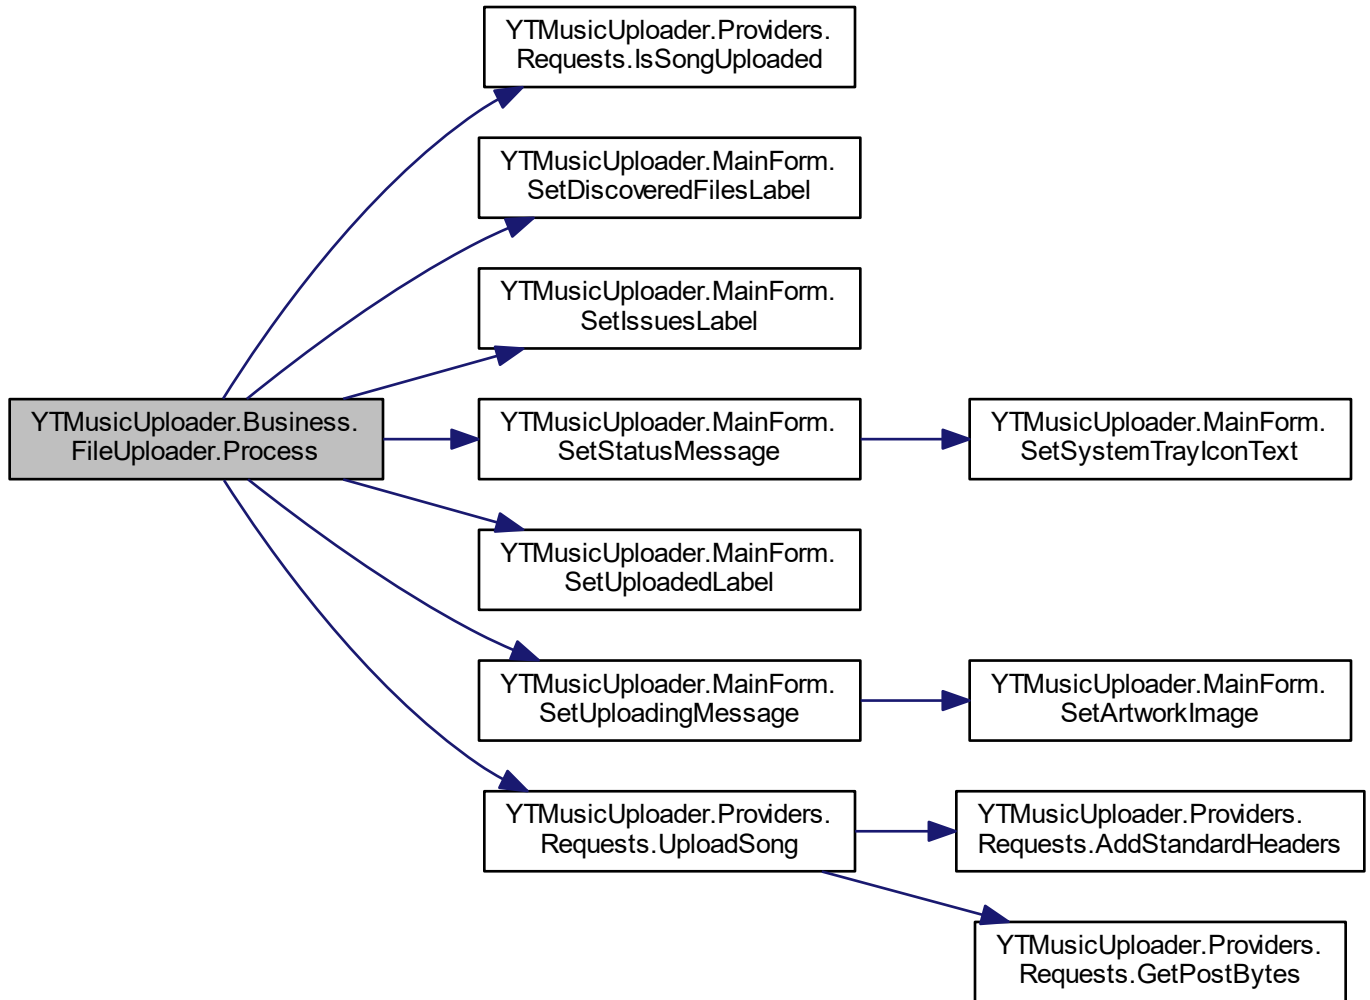 YTMusicUploader.Providers.
Requests.IsSongUploaded
YTMusicUploader.MainForm.
SetDiscoveredFilesLabel
YTMusicUploader.MainForm.
SetIssuesLabel
YTMusicUploader.Business.
FileUploader.Process
YTMusicUploader.MainForm.
SetStatusMessage
YTMusicUploader.MainForm.
SetSystemTrayIconText
YTMusicUploader.MainForm.
SetUploadedLabel
YTMusicUploader.MainForm.
SetUploadingMessage
YTMusicUploader.MainForm.
SetArtworkImage
YTMusicUploader.Providers.
Requests.UploadSong
YTMusicUploader.Providers.
Requests.AddStandardHeaders
YTMusicUploader.Providers.
Requests.GetPostBytes